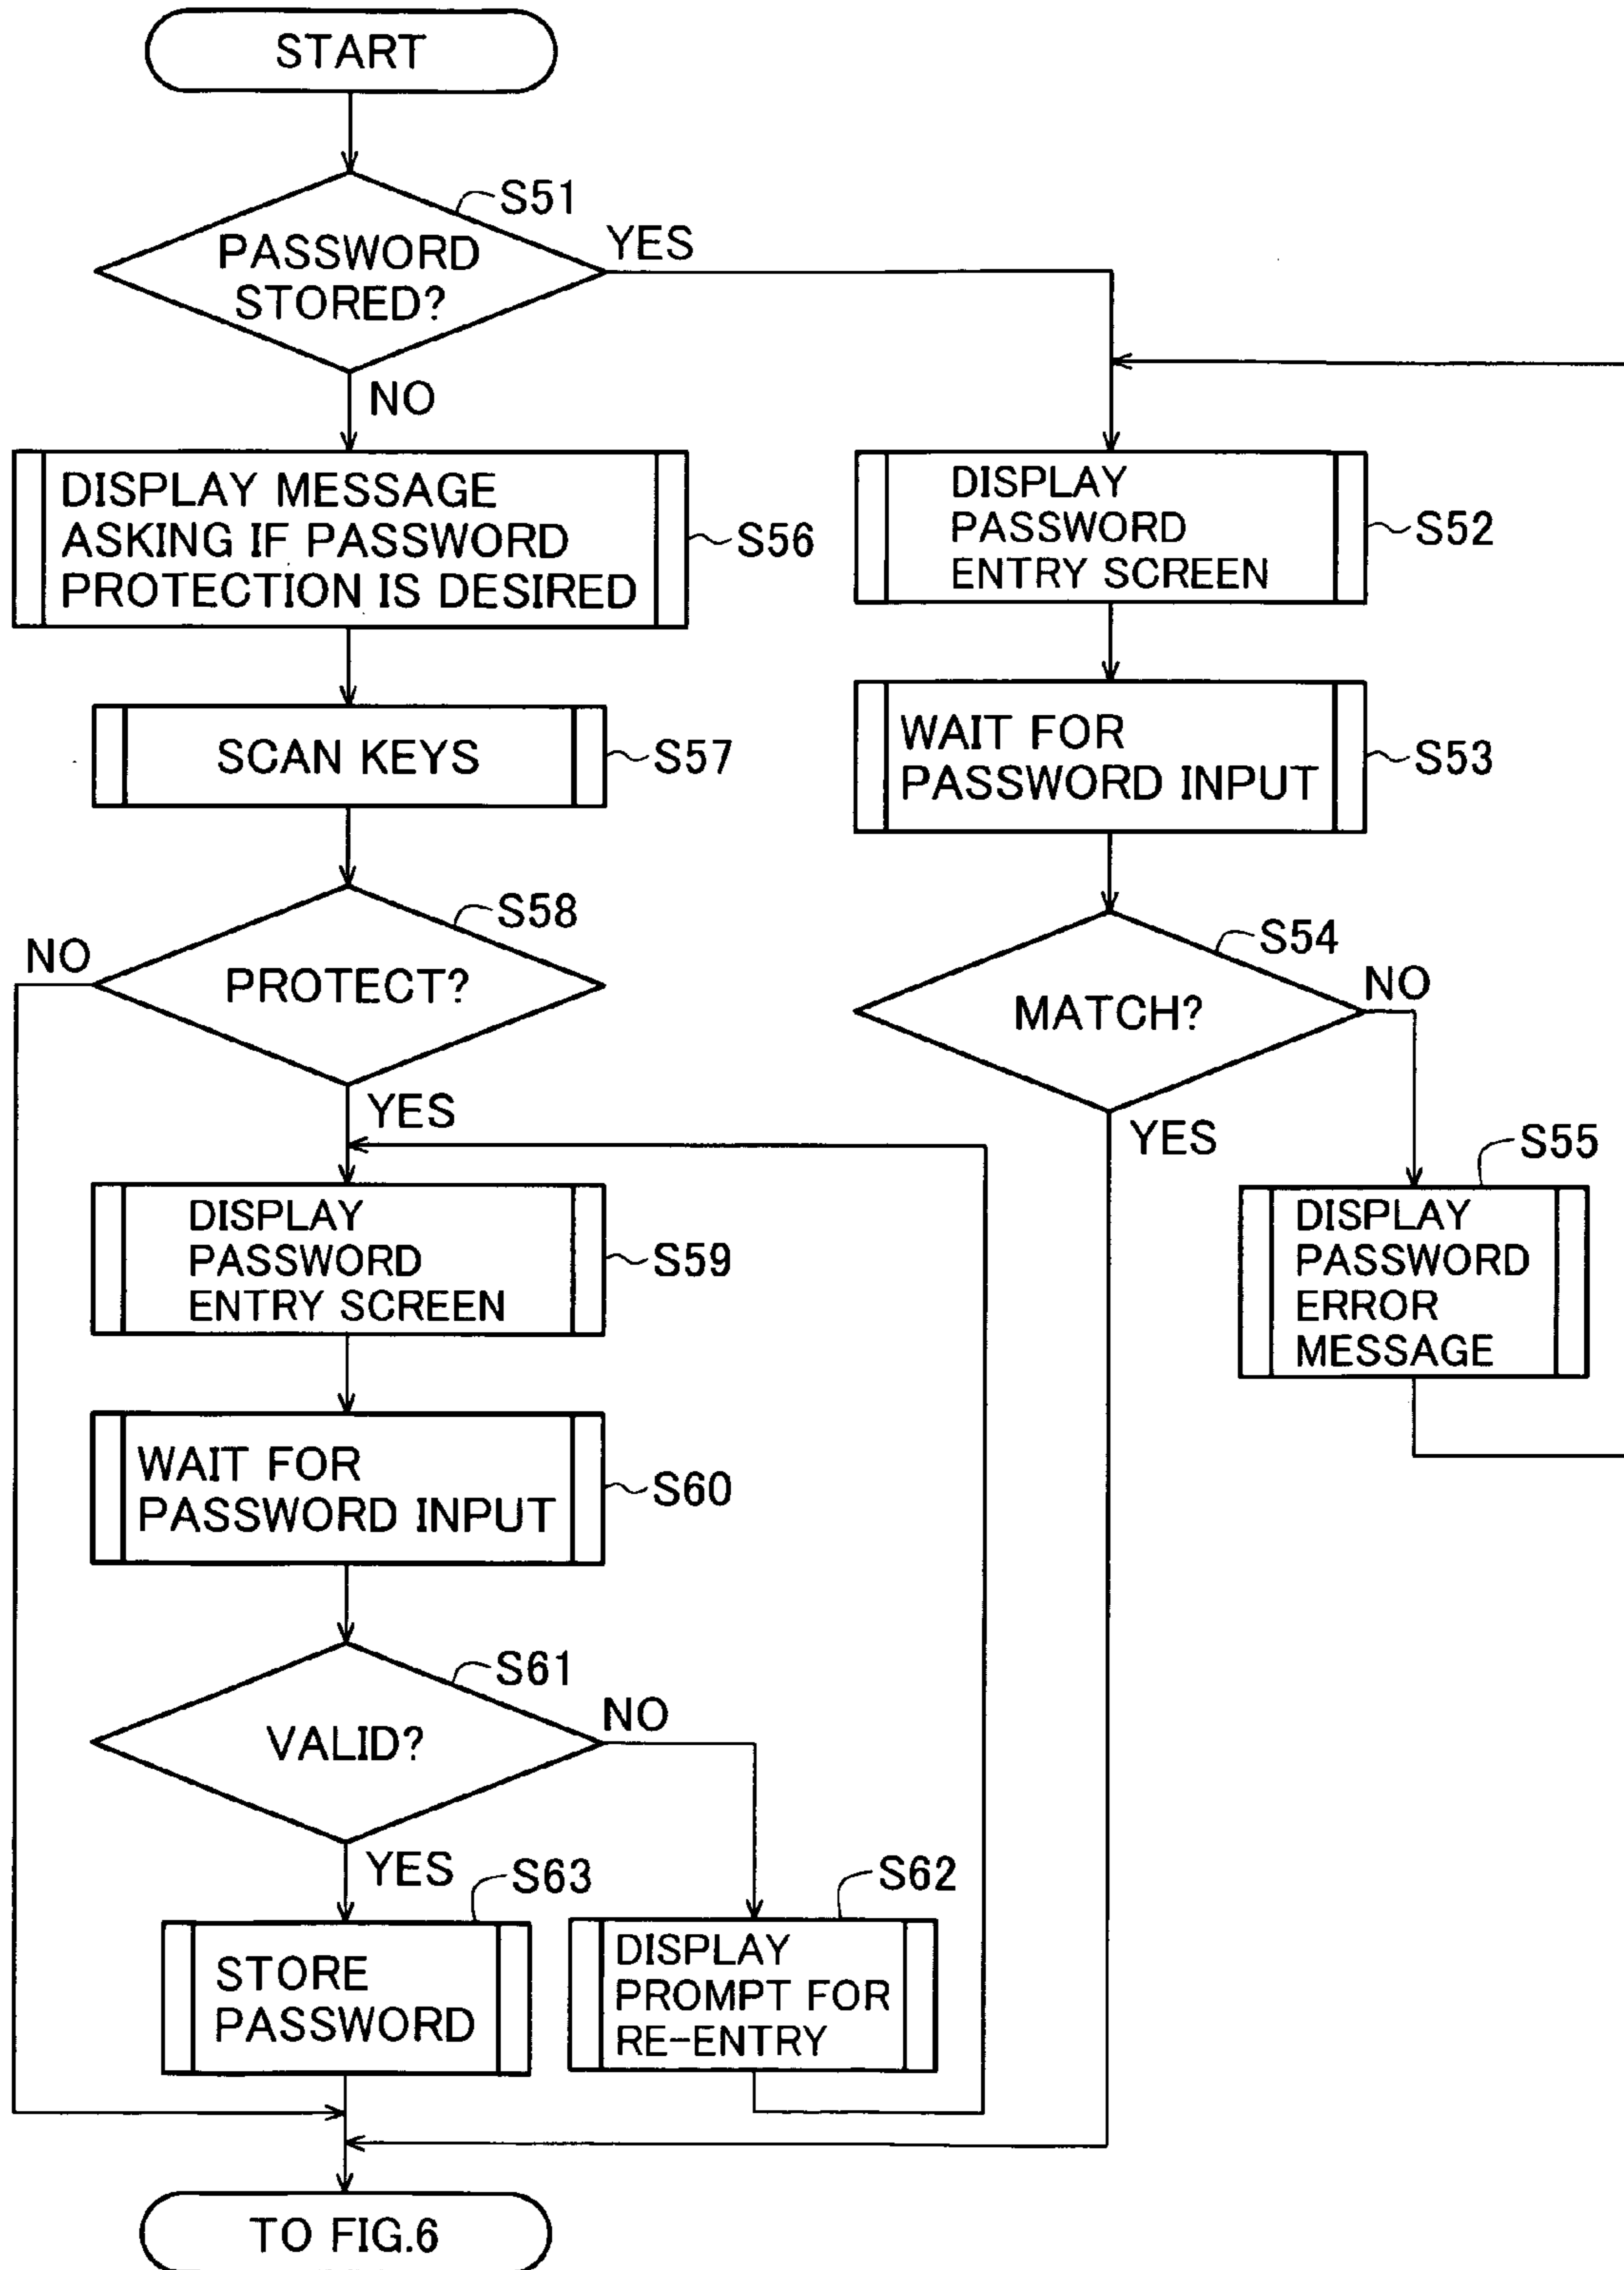 START
S51
PASSWORD
STORED?
YES
NO
DISPLAY MESSAGE
ASKING IF PASSWORD
PROTECTION IS DESIRED
S56
SCAN KEYS
S57
S58
PROTECT?
NO
YES
DISPLAY
PASSWORD
ENTRY SCREEN
S59
WAIT FOR
PASSWORD INPUT
S60
S61
VALID?
NO
YES
S63
STORE
PASSWORD
S62
DISPLAY
PROMPT FOR
RE-ENTRY
DISPLAY
PASSWORD
ENTRY SCREEN
S52
WAIT FOR
PASSWORD INPUT
S53
S54
MATCH?
NO
YES
S55
DISPLAY
PASSWORD
ERROR
MESSAGE
TO FIG.6